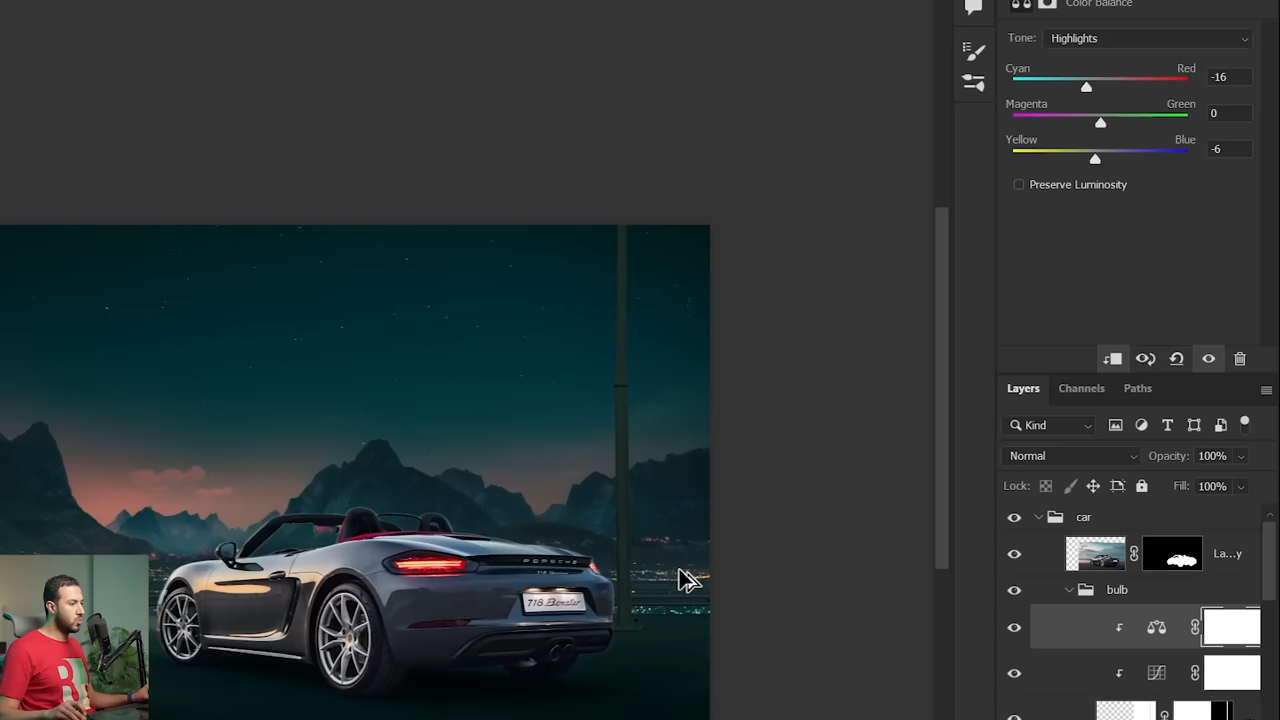 Color Balance
Tone: Highlights
Cyan Red -16
Magenta Green 0
Yellow Blue -6
Preserve Luminosity
Layers Channels Paths
Kind
Normal Opacity: 100%
Lock: Fill: 100%
car
La...y
bulb
PORSCHE
718 Boxster